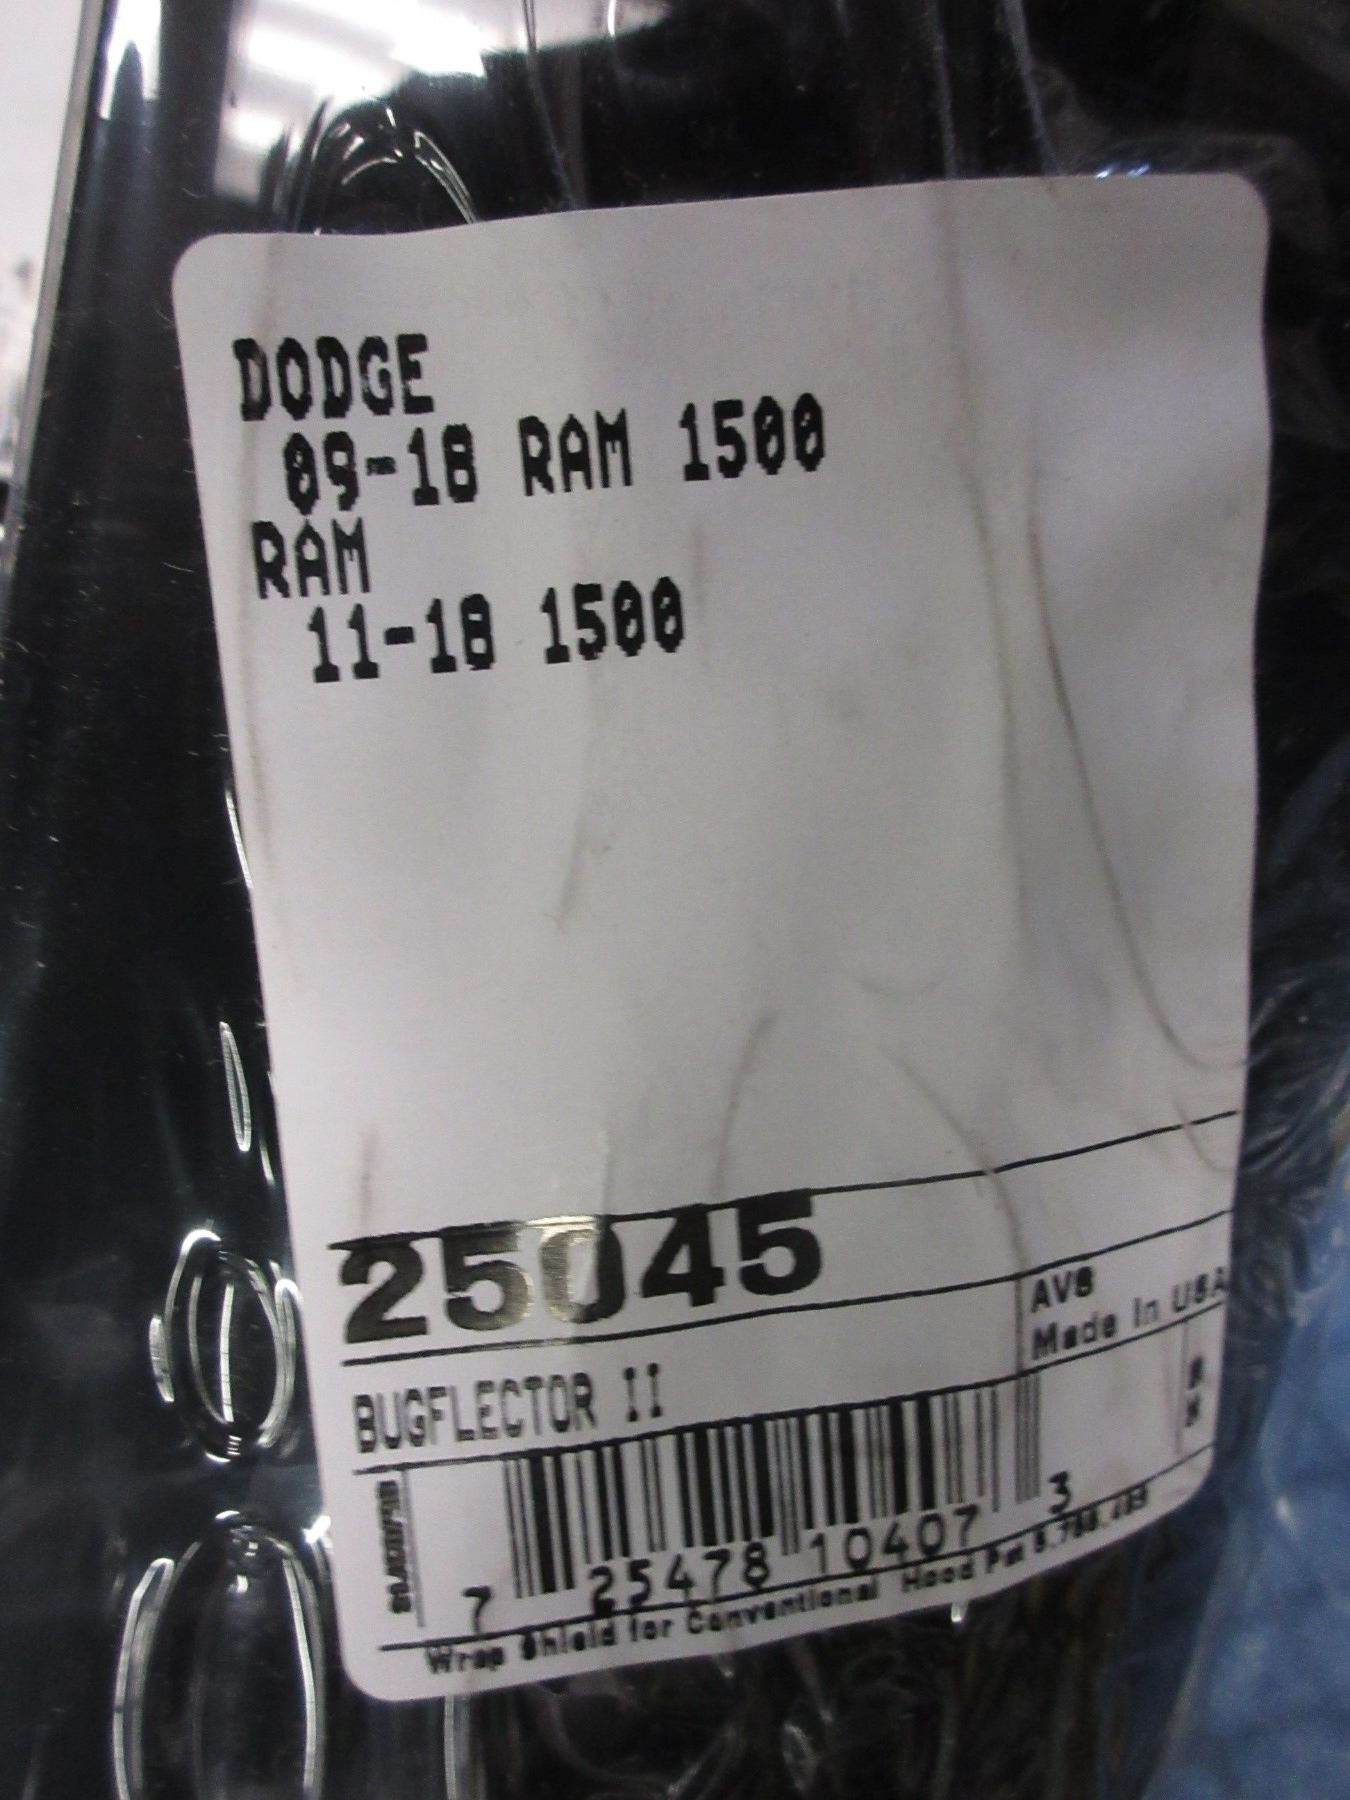 DODGE
09-18 RAM 1500
RAM
11-18 1500
25045
AVS
Made In USA
BUGFLECTOR II
7 25478 10407 3
Wrap Shield for Conventional Hood Pat